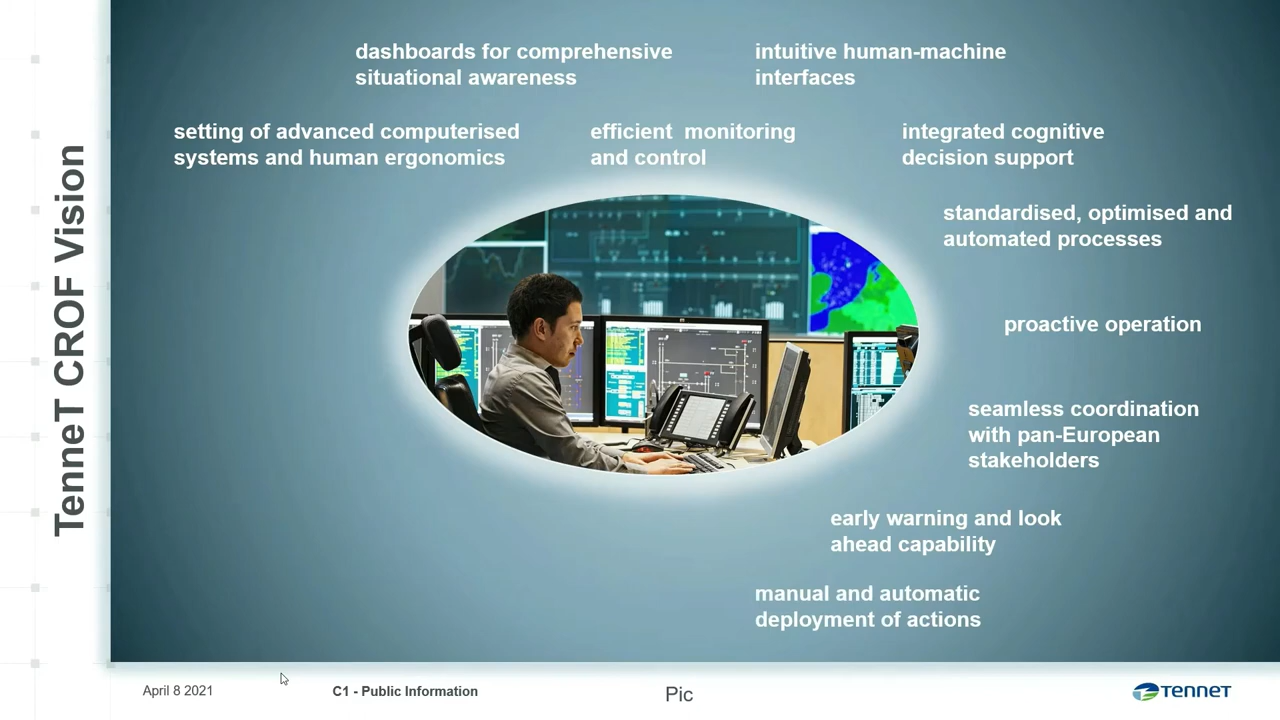 TenneT CROF Vision
dashboards for comprehensive
situational awareness
intuitive human-machine
interfaces
setting of advanced computerised
systems and human ergonomics
efficient monitoring
and control
integrated cognitive
decision support
standardised, optimised and
automated processes
proactive operation
seamless coordination
with pan-European
stakeholders
early warning and look
ahead capability
manual and automatic
deployment of actions
April 8 2021
C1 - Public Information
Pic
TenneT